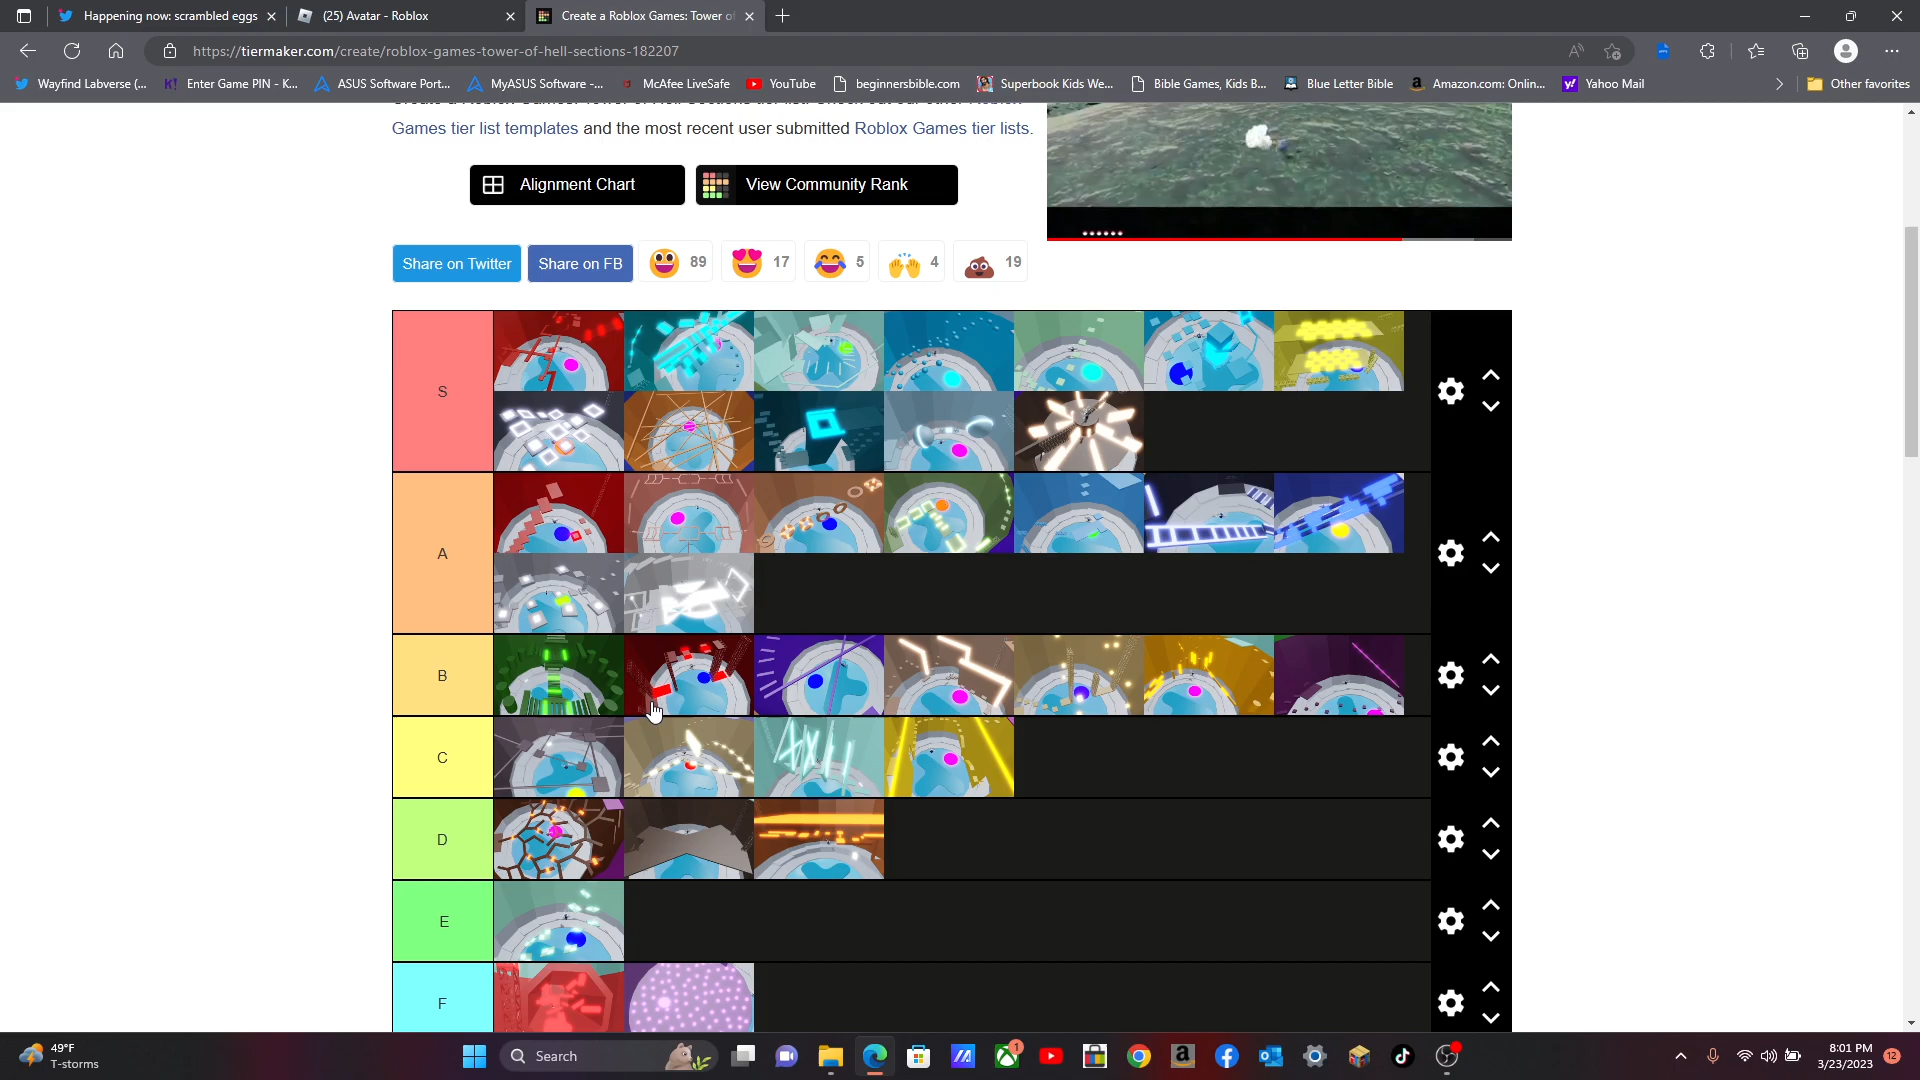 Happening now: scrambled eggs
(25) Avatar - Roblox
Create a Roblox Games: Tower of
https://tiermaker.com/create/roblox-games-tower-of-hell-sections-182207
Wayfind Labverse (...
Enter Game PIN - K...
ASUS Software Port...
MyASUS Software -...
McAfee LiveSafe
YouTube
beginnersbible.com
Superbook Kids We...
Bible Games, Kids B...
Blue Letter Bible
Amazon.com: Onlin...
Yahoo Mail
Other favorites
Games tier list templates and the most recent user submitted Roblox Games tier lists.
Alignment Chart
View Community Rank
Share on Twitter
Share on FB
89
17
5
4
19
S
A
B
C
D
E
F
49°F
T-storms
Search
1
8:01 PM
3/23/2023
12